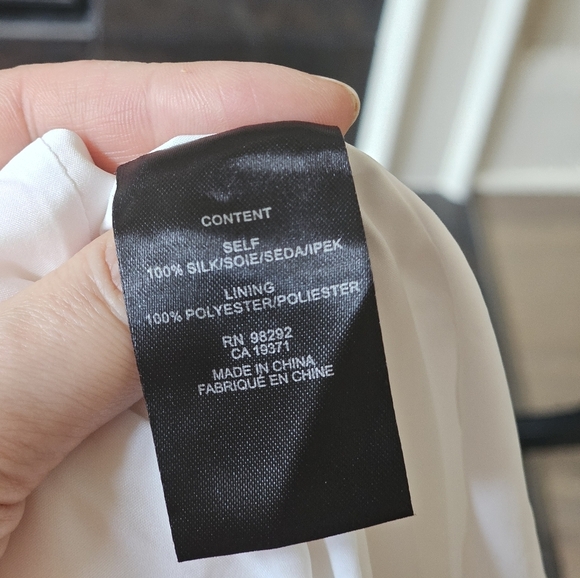 CONTENT
SELF
100% SILK/SOIE/SEDA/IPEK
LINING
100% POLYESTER/POLIESTER
RN 98292
CA 19371
MADE IN CHINA
FABRIQUÉ EN CHINE